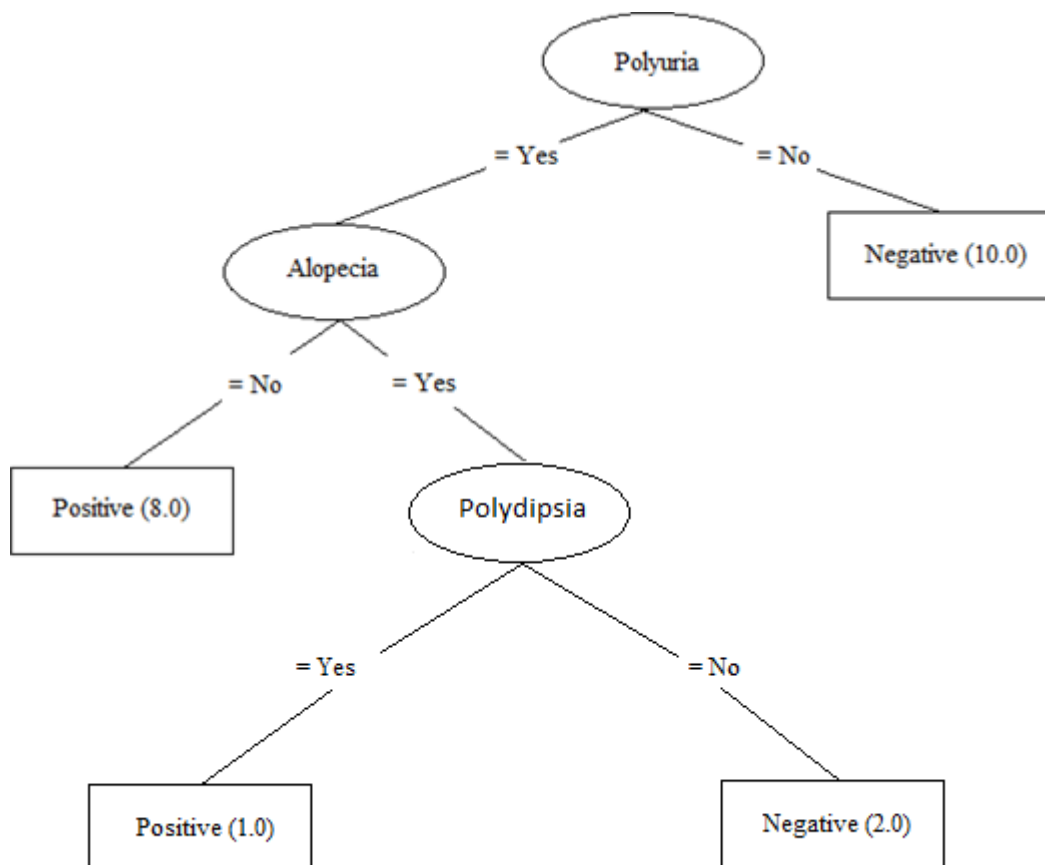 Polyuria
= Yes
= No
Alopecia
Negative (10.0)
= No
= Yes
Positive (8.0)
Polydipsia
= Yes
= No
Positive (1.0)
Negative (2.0)